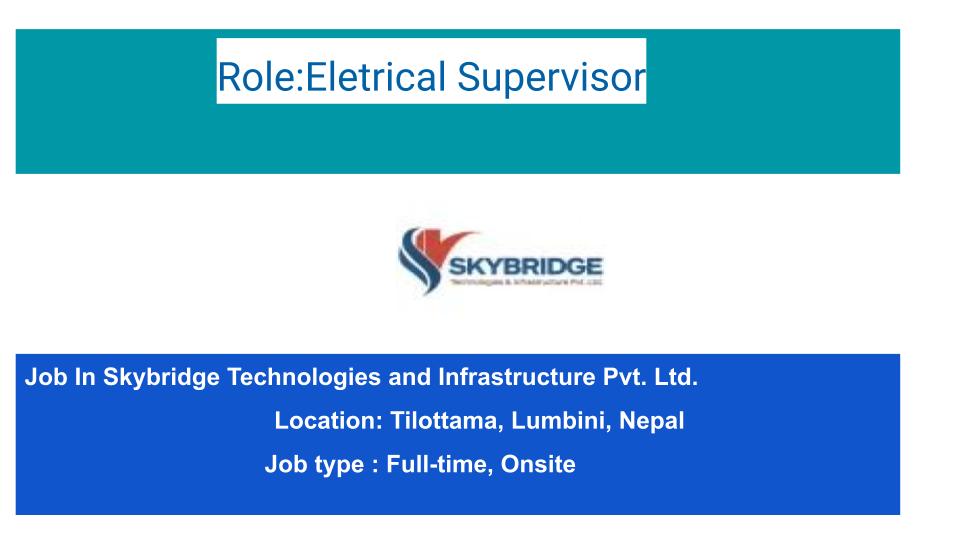 Role:Eletrical Supervisor
SKYBRIDGE
Technologies & Infrastructure Pvt. Ltd.
Job In Skybridge Technologies and Infrastructure Pvt. Ltd.
Location: Tilottama, Lumbini, Nepal
Job type : Full-time, Onsite